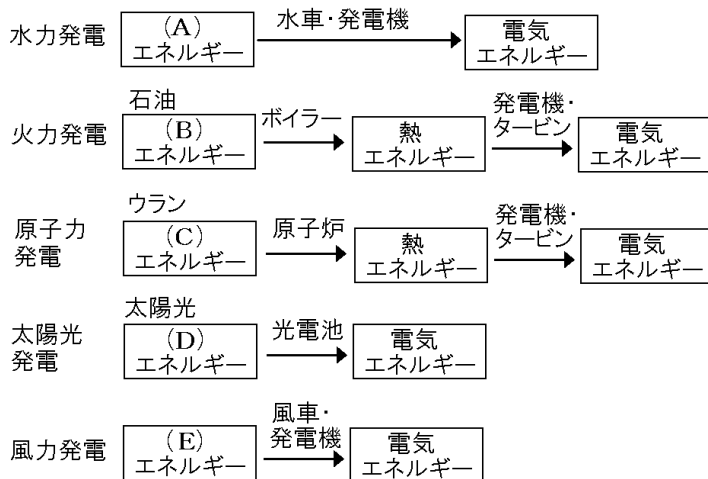 水力発電 (A)エネルギー 水車・発電機 電気エネルギー
石油
火力発電 (B)エネルギー ボイラー 熱エネルギー 発電機・タービン 電気エネルギー
ウラン
原子力発電 (C)エネルギー 原子炉 熱エネルギー 発電機・タービン 電気エネルギー
太陽光
太陽光発電 (D)エネルギー 光電池 電気エネルギー
風力発電 (E)エネルギー 風車・発電機 電気エネルギー